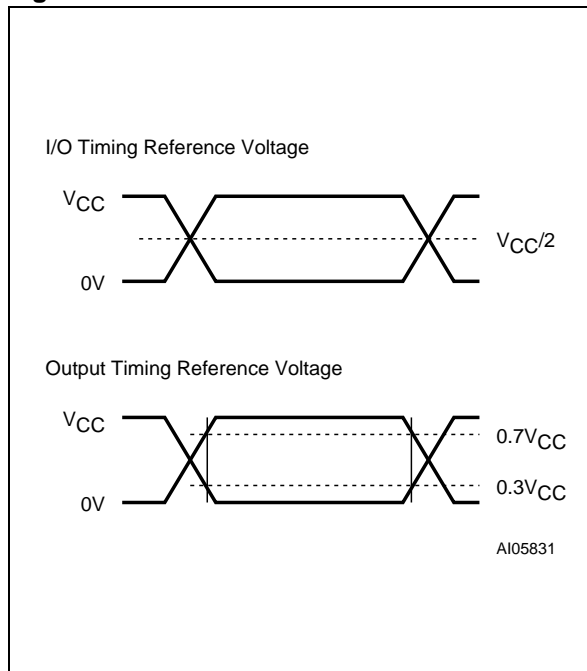 I/O Timing Reference Voltage
VCC
VCC/2
0V
Output Timing Reference Voltage
VCC
0.7VCC
0.3VCC
0V
AI05831